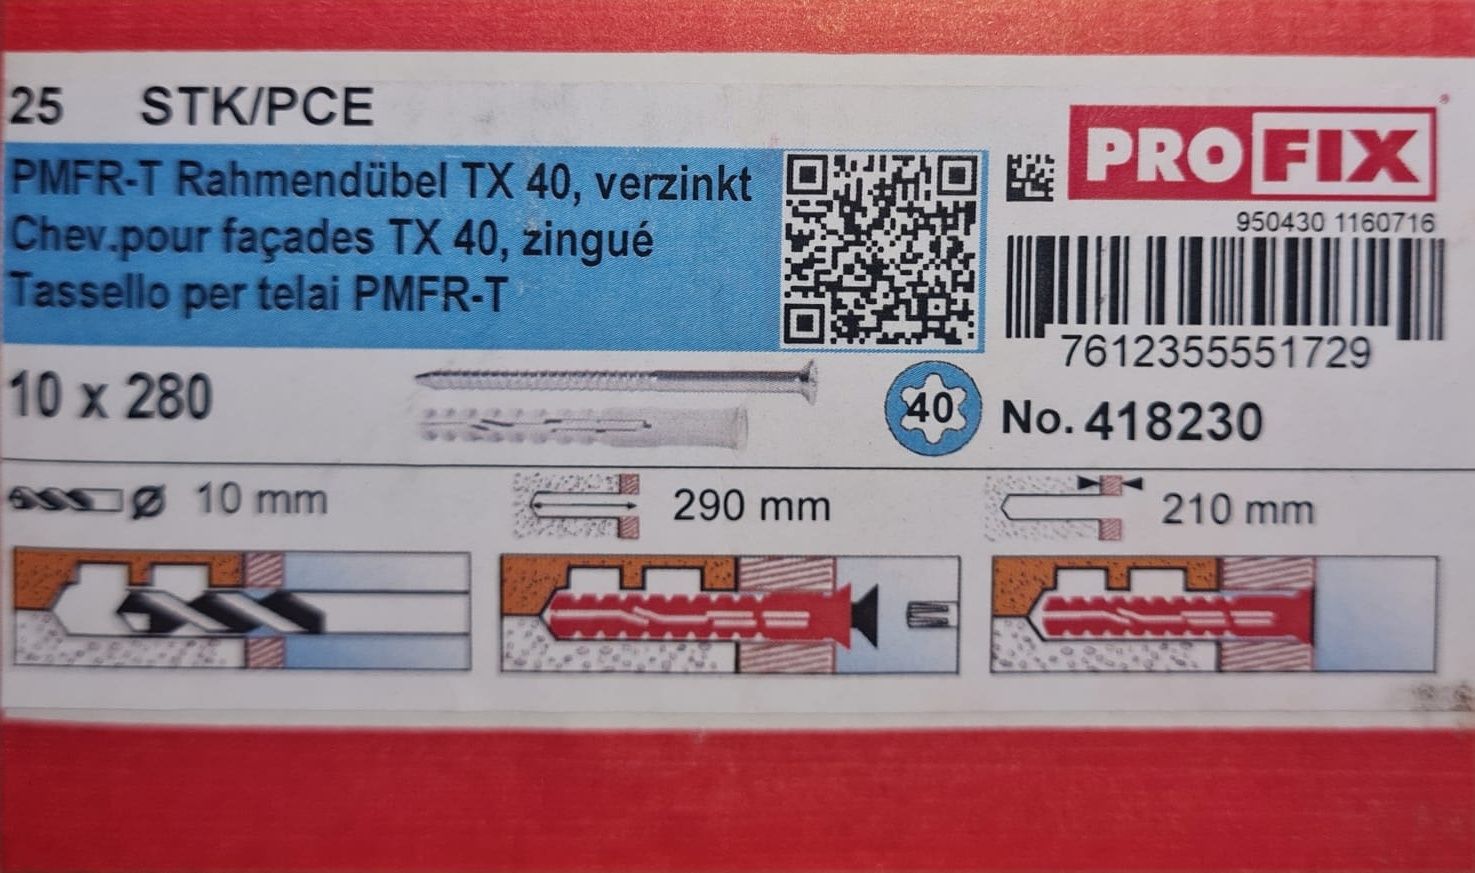 25 STK/PCE
PMFR-T Rahmendübel TX 40, verzinkt
Chev.pour façades TX 40, zingué
Tassello per telai PMFR-T
PROFIX®
950430 1160716
7612355551729
10 x 280
40
No. 418230
Ø 10 mm
290 mm
210 mm